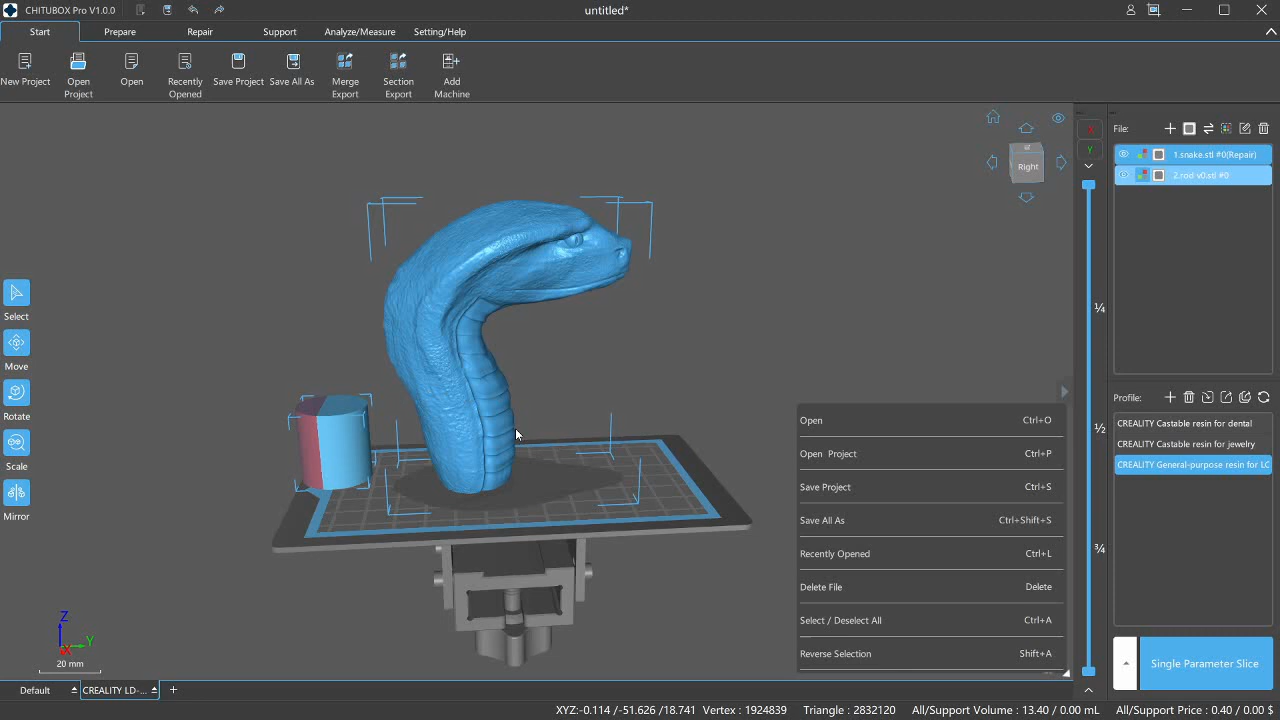 CHITUBOX Pro V1.0.0
untitled*
Start Prepare Repair Support Analyze/Measure Setting/Help
New Project
Open Project
Open
Recently Opened
Save Project
Save All As
Merge Export
Section Export
Add Machine
Right
Select
Move
Rotate
Scale
Mirror
Z
Y
X
20 mm
X
Y
¼
½
¾
File:
1.snake.stl #0(Repair)
2.rod v0.stl #0
Profile:
CREALITY Castable resin for dental
CREALITY Castable resin for jewelry
CREALITY General-purpose resin for LC
Open Ctrl+O
Open Project Ctrl+P
Save Project Ctrl+S
Save All As Ctrl+Shift+S
Recently Opened Ctrl+L
Delete File Delete
Select / Deselect All Ctrl+A
Reverse Selection Shift+A
Single Parameter Slice
Default
CREALITY LD-...
XYZ:-0.114 /-51.626 /18.741 Vertex : 1924839 Triangle : 2832120 All/Support Volume : 13.40 / 0.00 mL All/Support Price : 0.40 / 0.00 $